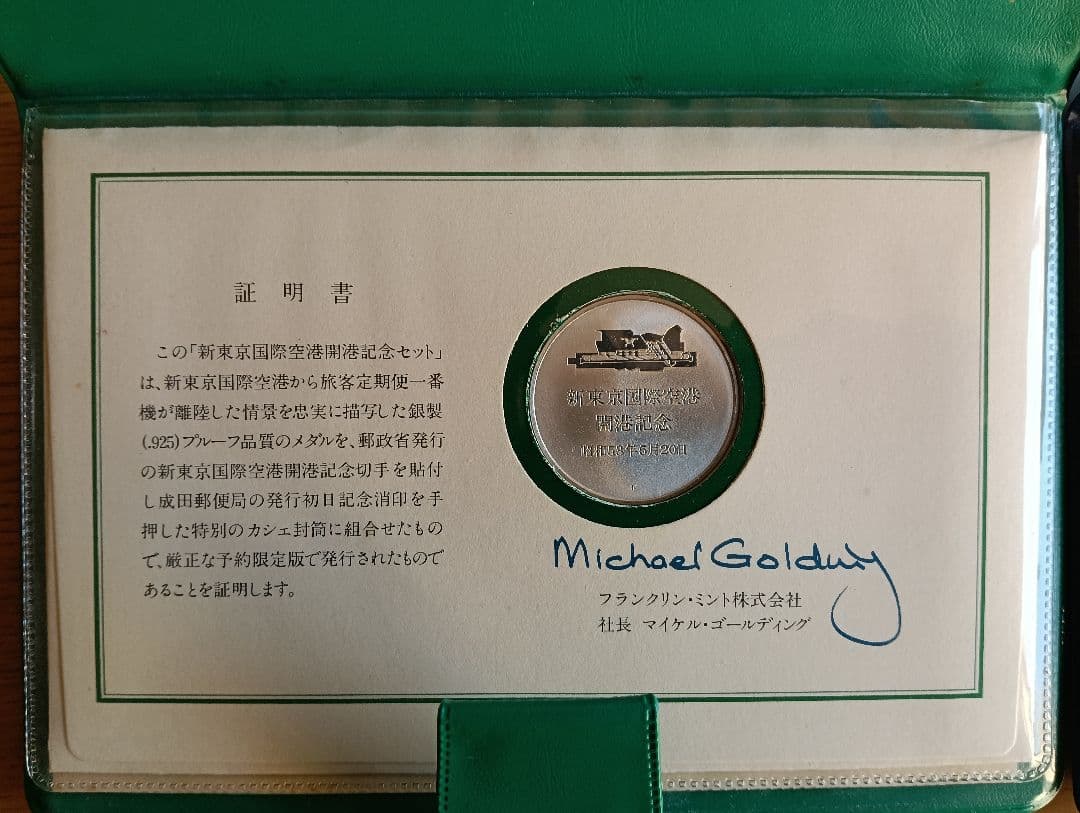 証明書
この「新東京国際空港開港記念セット」
は、新東京国際空港から旅客定期便一番
機が離陸した情景を忠実に描写した銀製
(.925)プルーフ品質のメダルを、郵政省発行
の新東京国際空港開港記念切手を貼付
し成田郵便局の発行初日記念消印を手
押した特別のカシェ封筒に組合せたもの
で、厳正な予約限定版で発行されたもので
あることを証明します。
新東京国際空港
開港記念
昭和53年5月20日
Michael Golding
フランクリン・ミント株式会社
社長 マイケル・ゴールディング